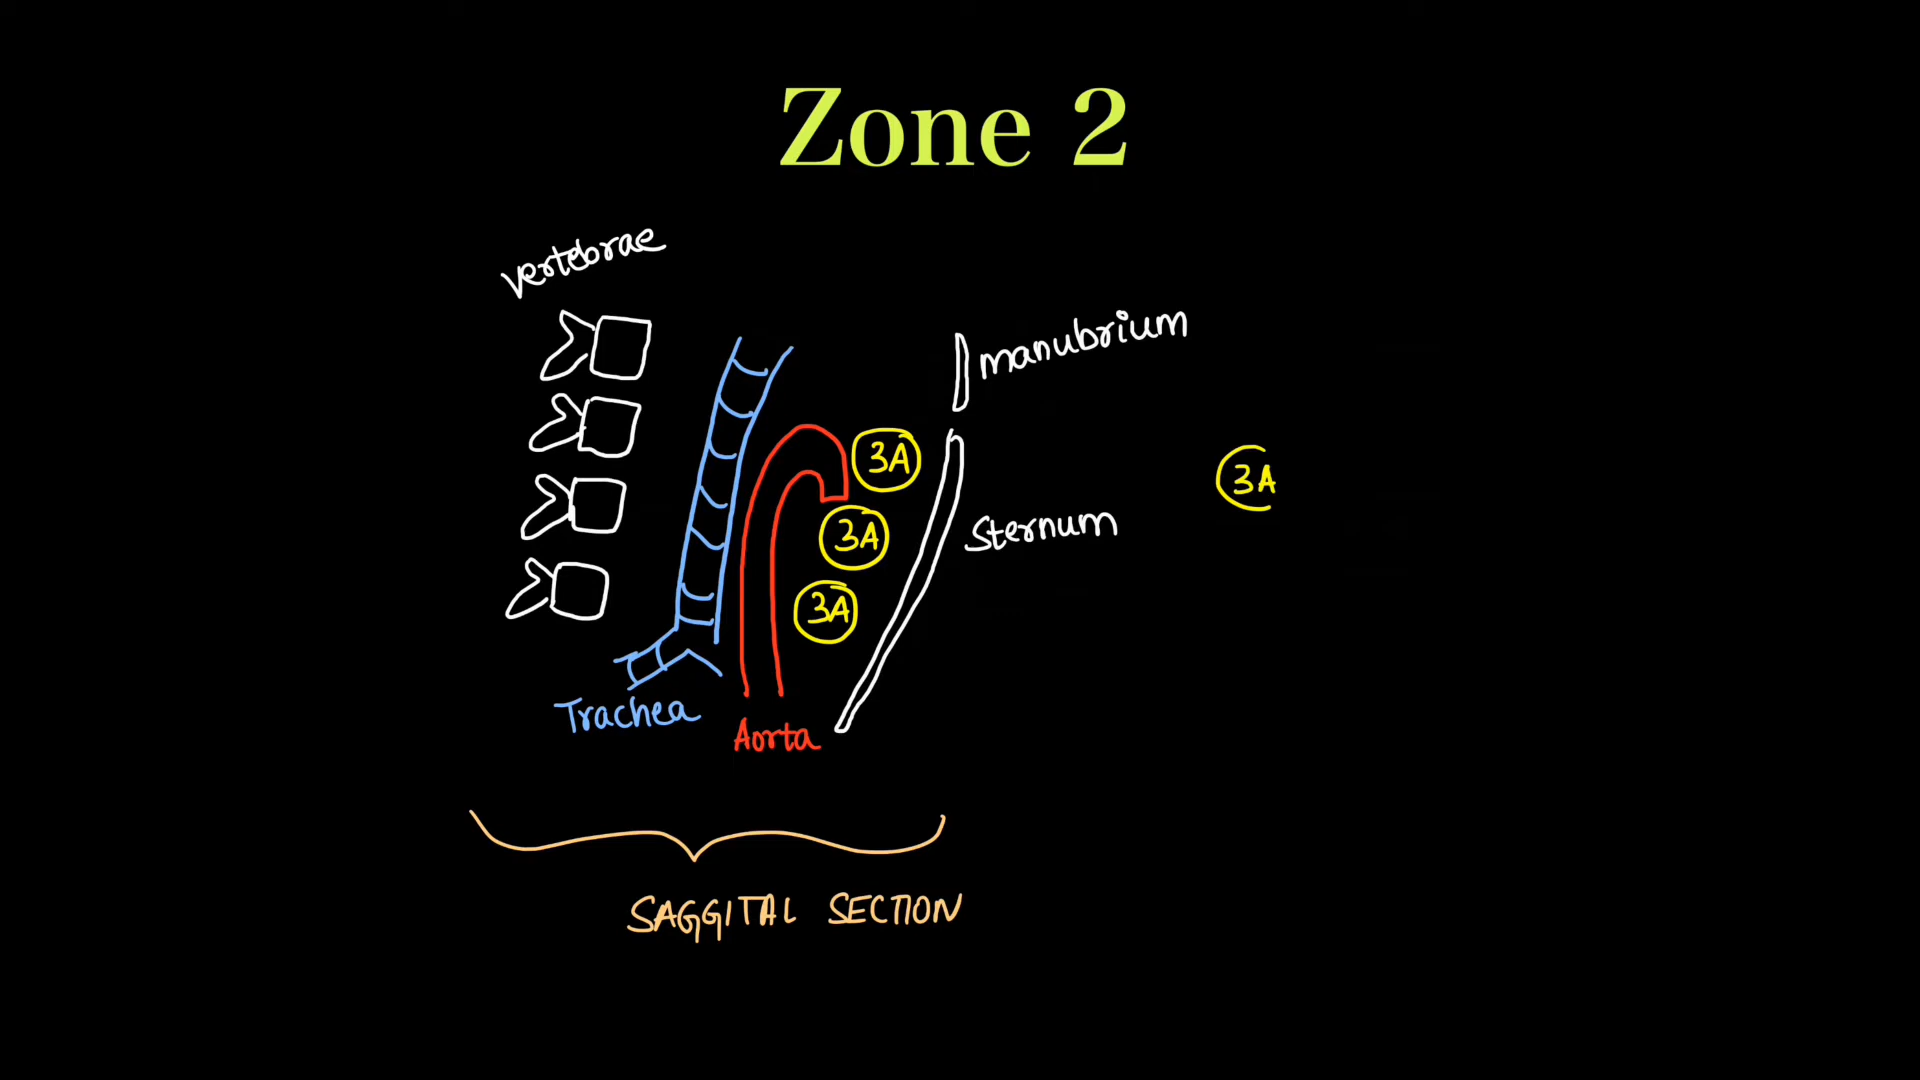 Zone 2
vertebrae
manubrium
3A
3A
Sternum
3A
3A
Trachea
Aorta
SAGGITAL SECTION